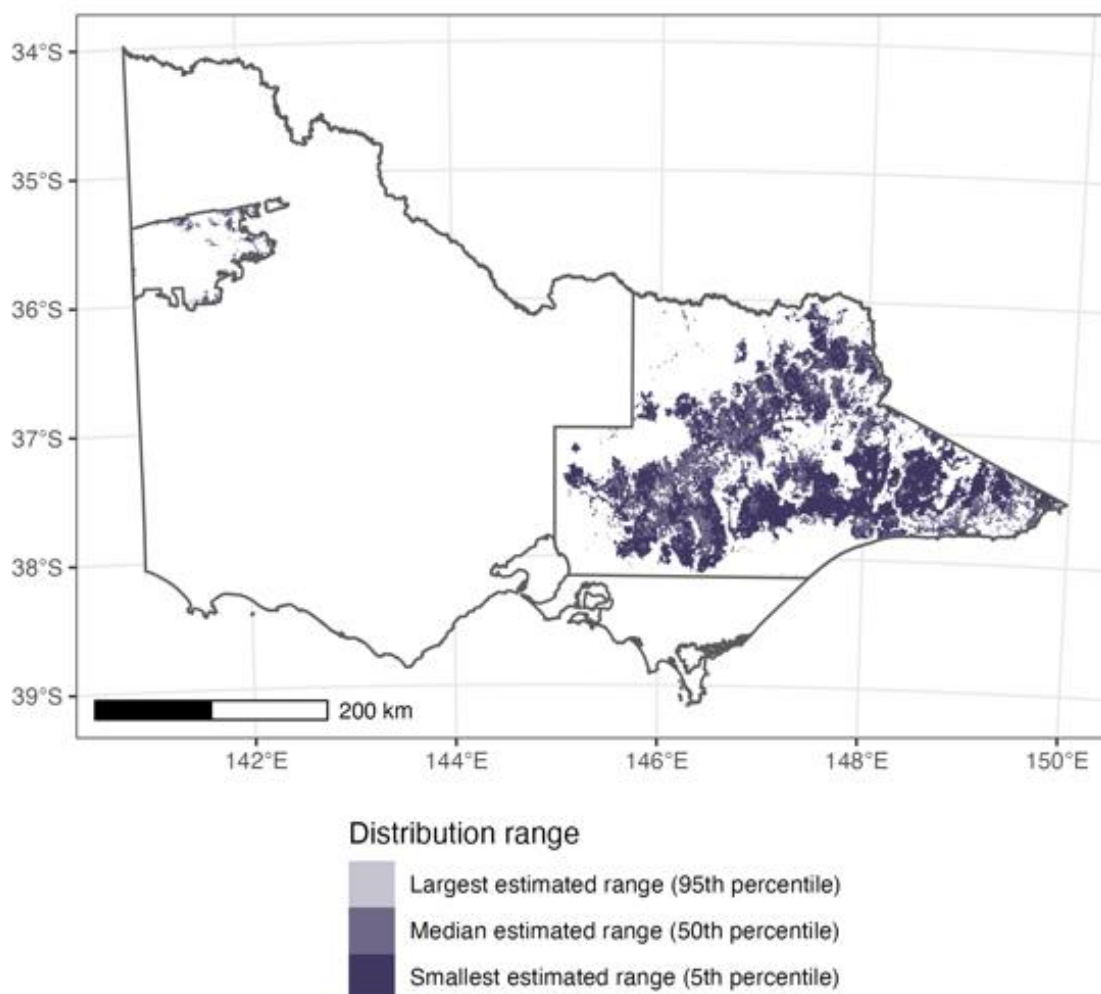 34°S
35°S
36°S
37°S
38°S
39°S
200 km
142°E 144°E 146°E 148°E 150°E
Distribution range
Largest estimated range (95th percentile)
Median estimated range (50th percentile)
Smallest estimated range (5th percentile)